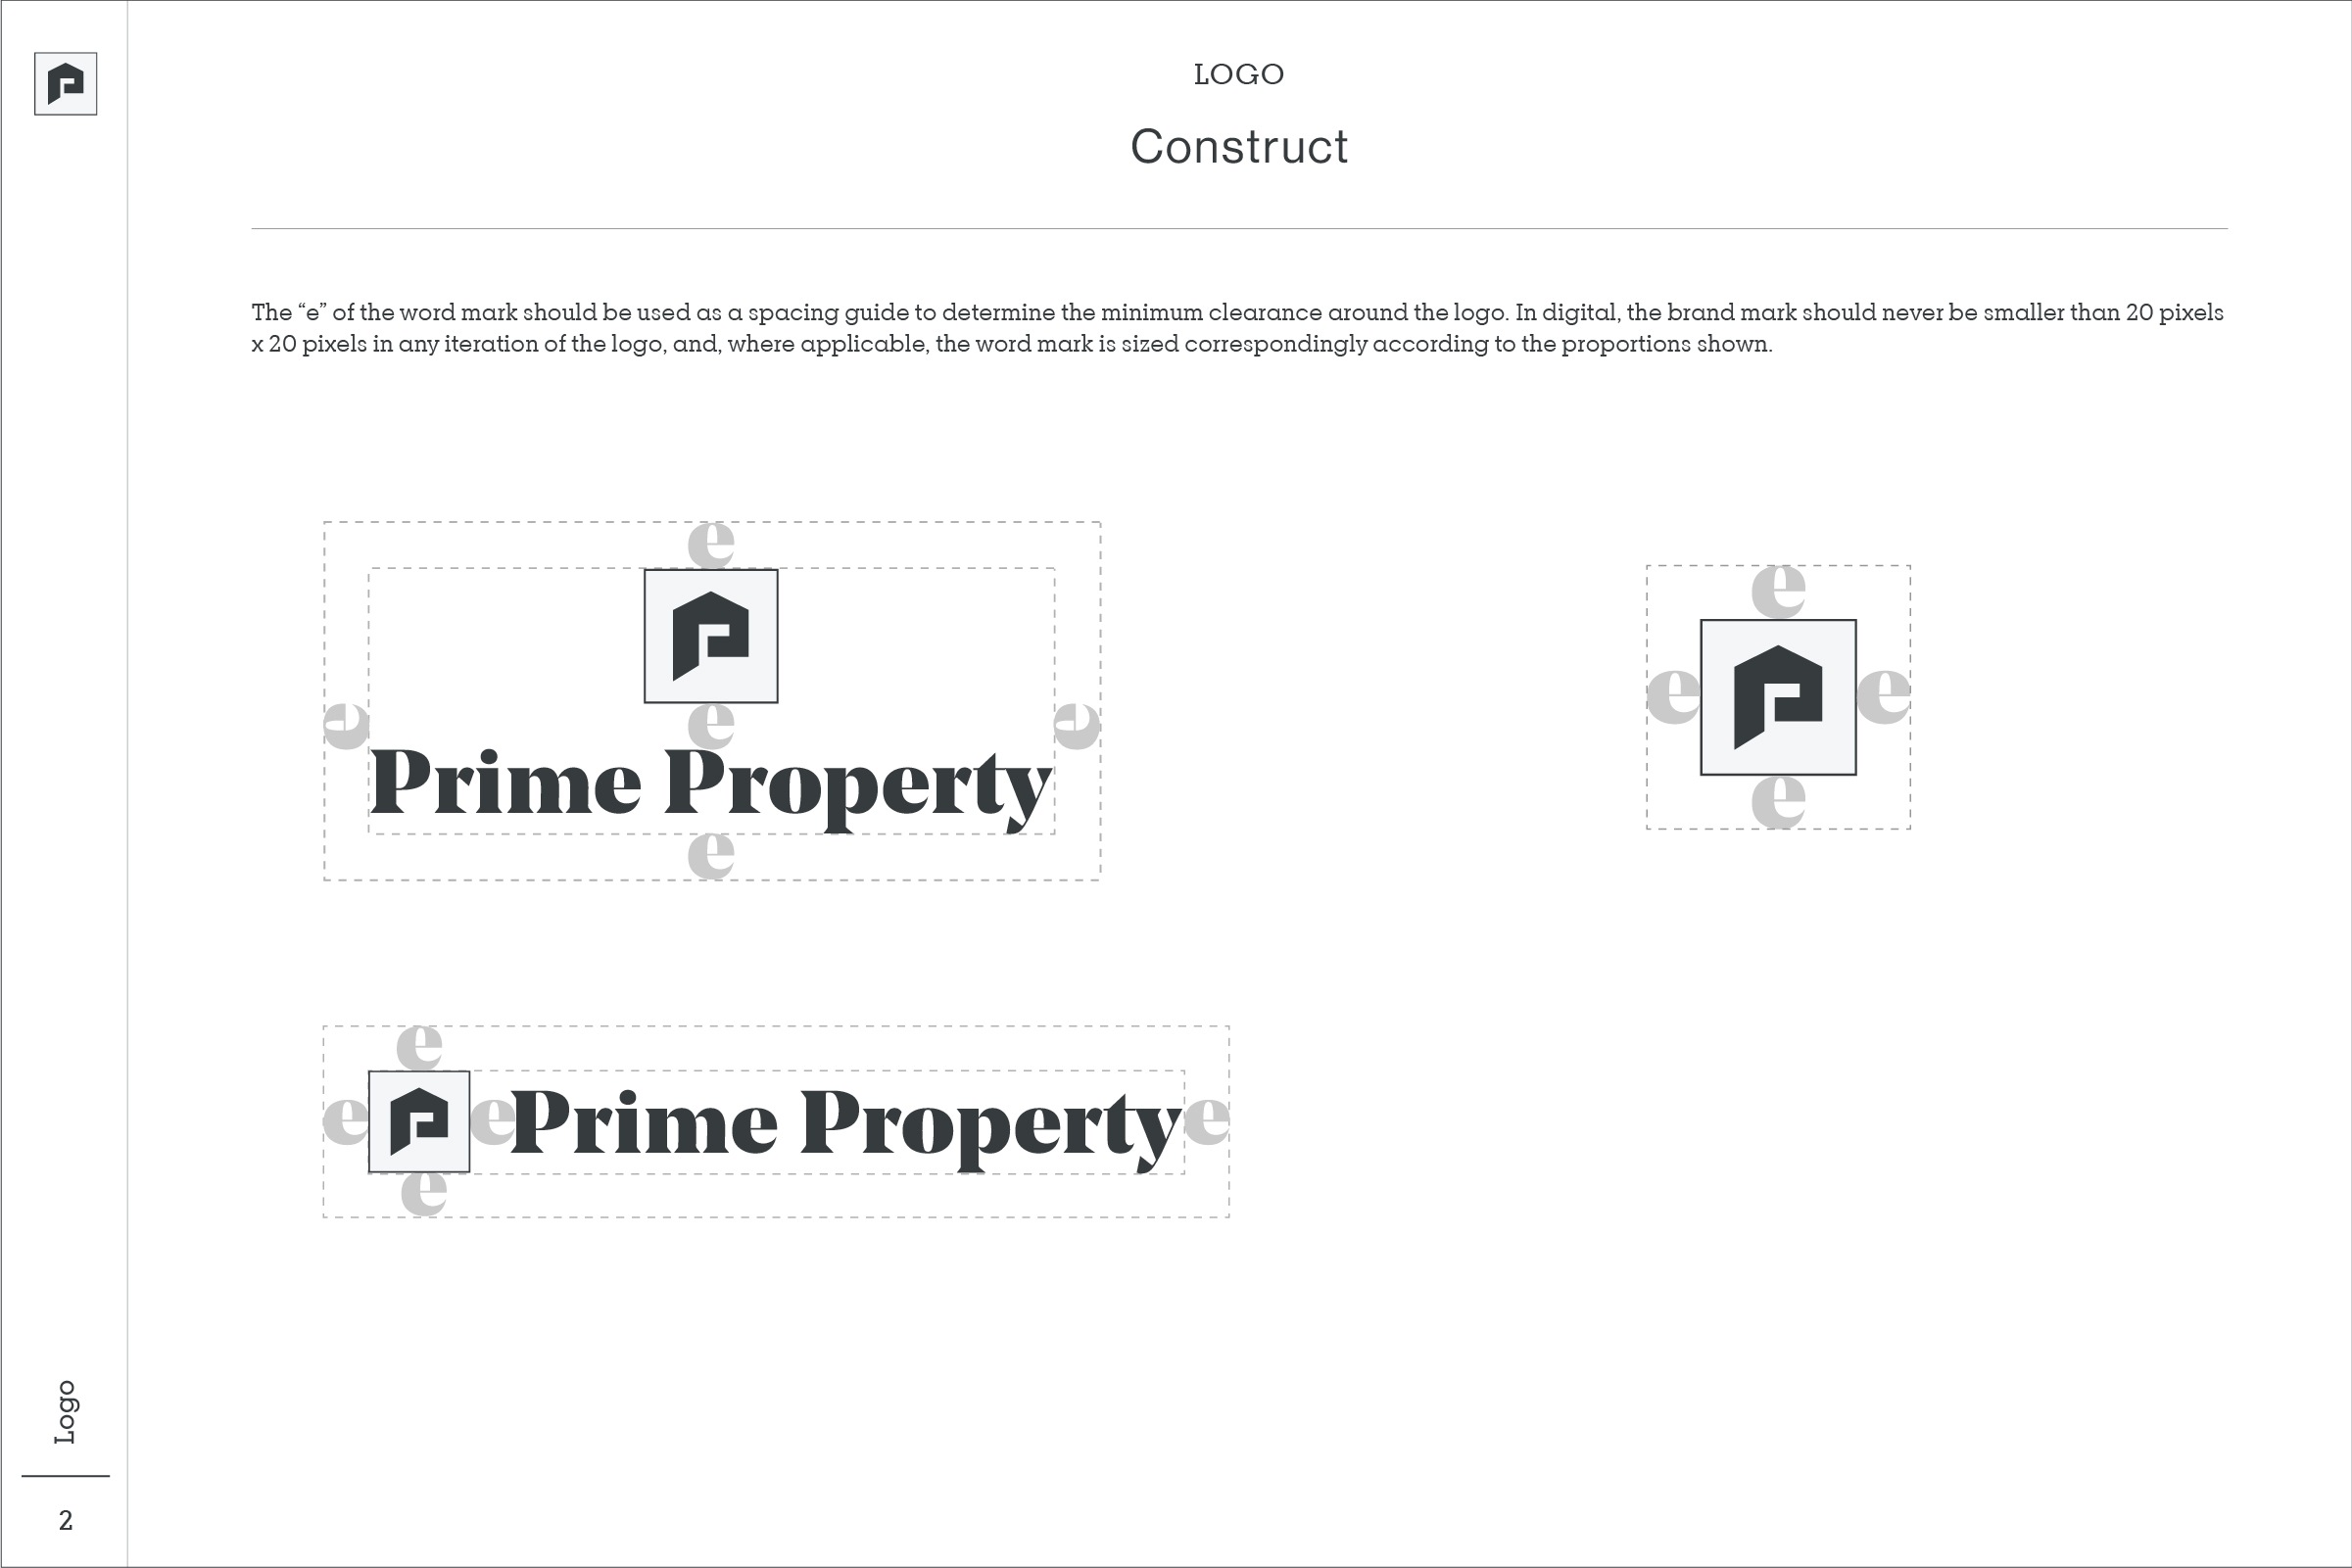 LOGO
Construct
The “e” of the word mark should be used as a spacing guide to determine the minimum clearance around the logo. In digital, the brand mark should never be smaller than 20 pixels
x 20 pixels in any iteration of the logo, and, where applicable, the word mark is sized correspondingly according to the proportions shown.
e
e
e e
Prime Property
e
e
e e
e
e
e e Prime Property e
e
Logo
2